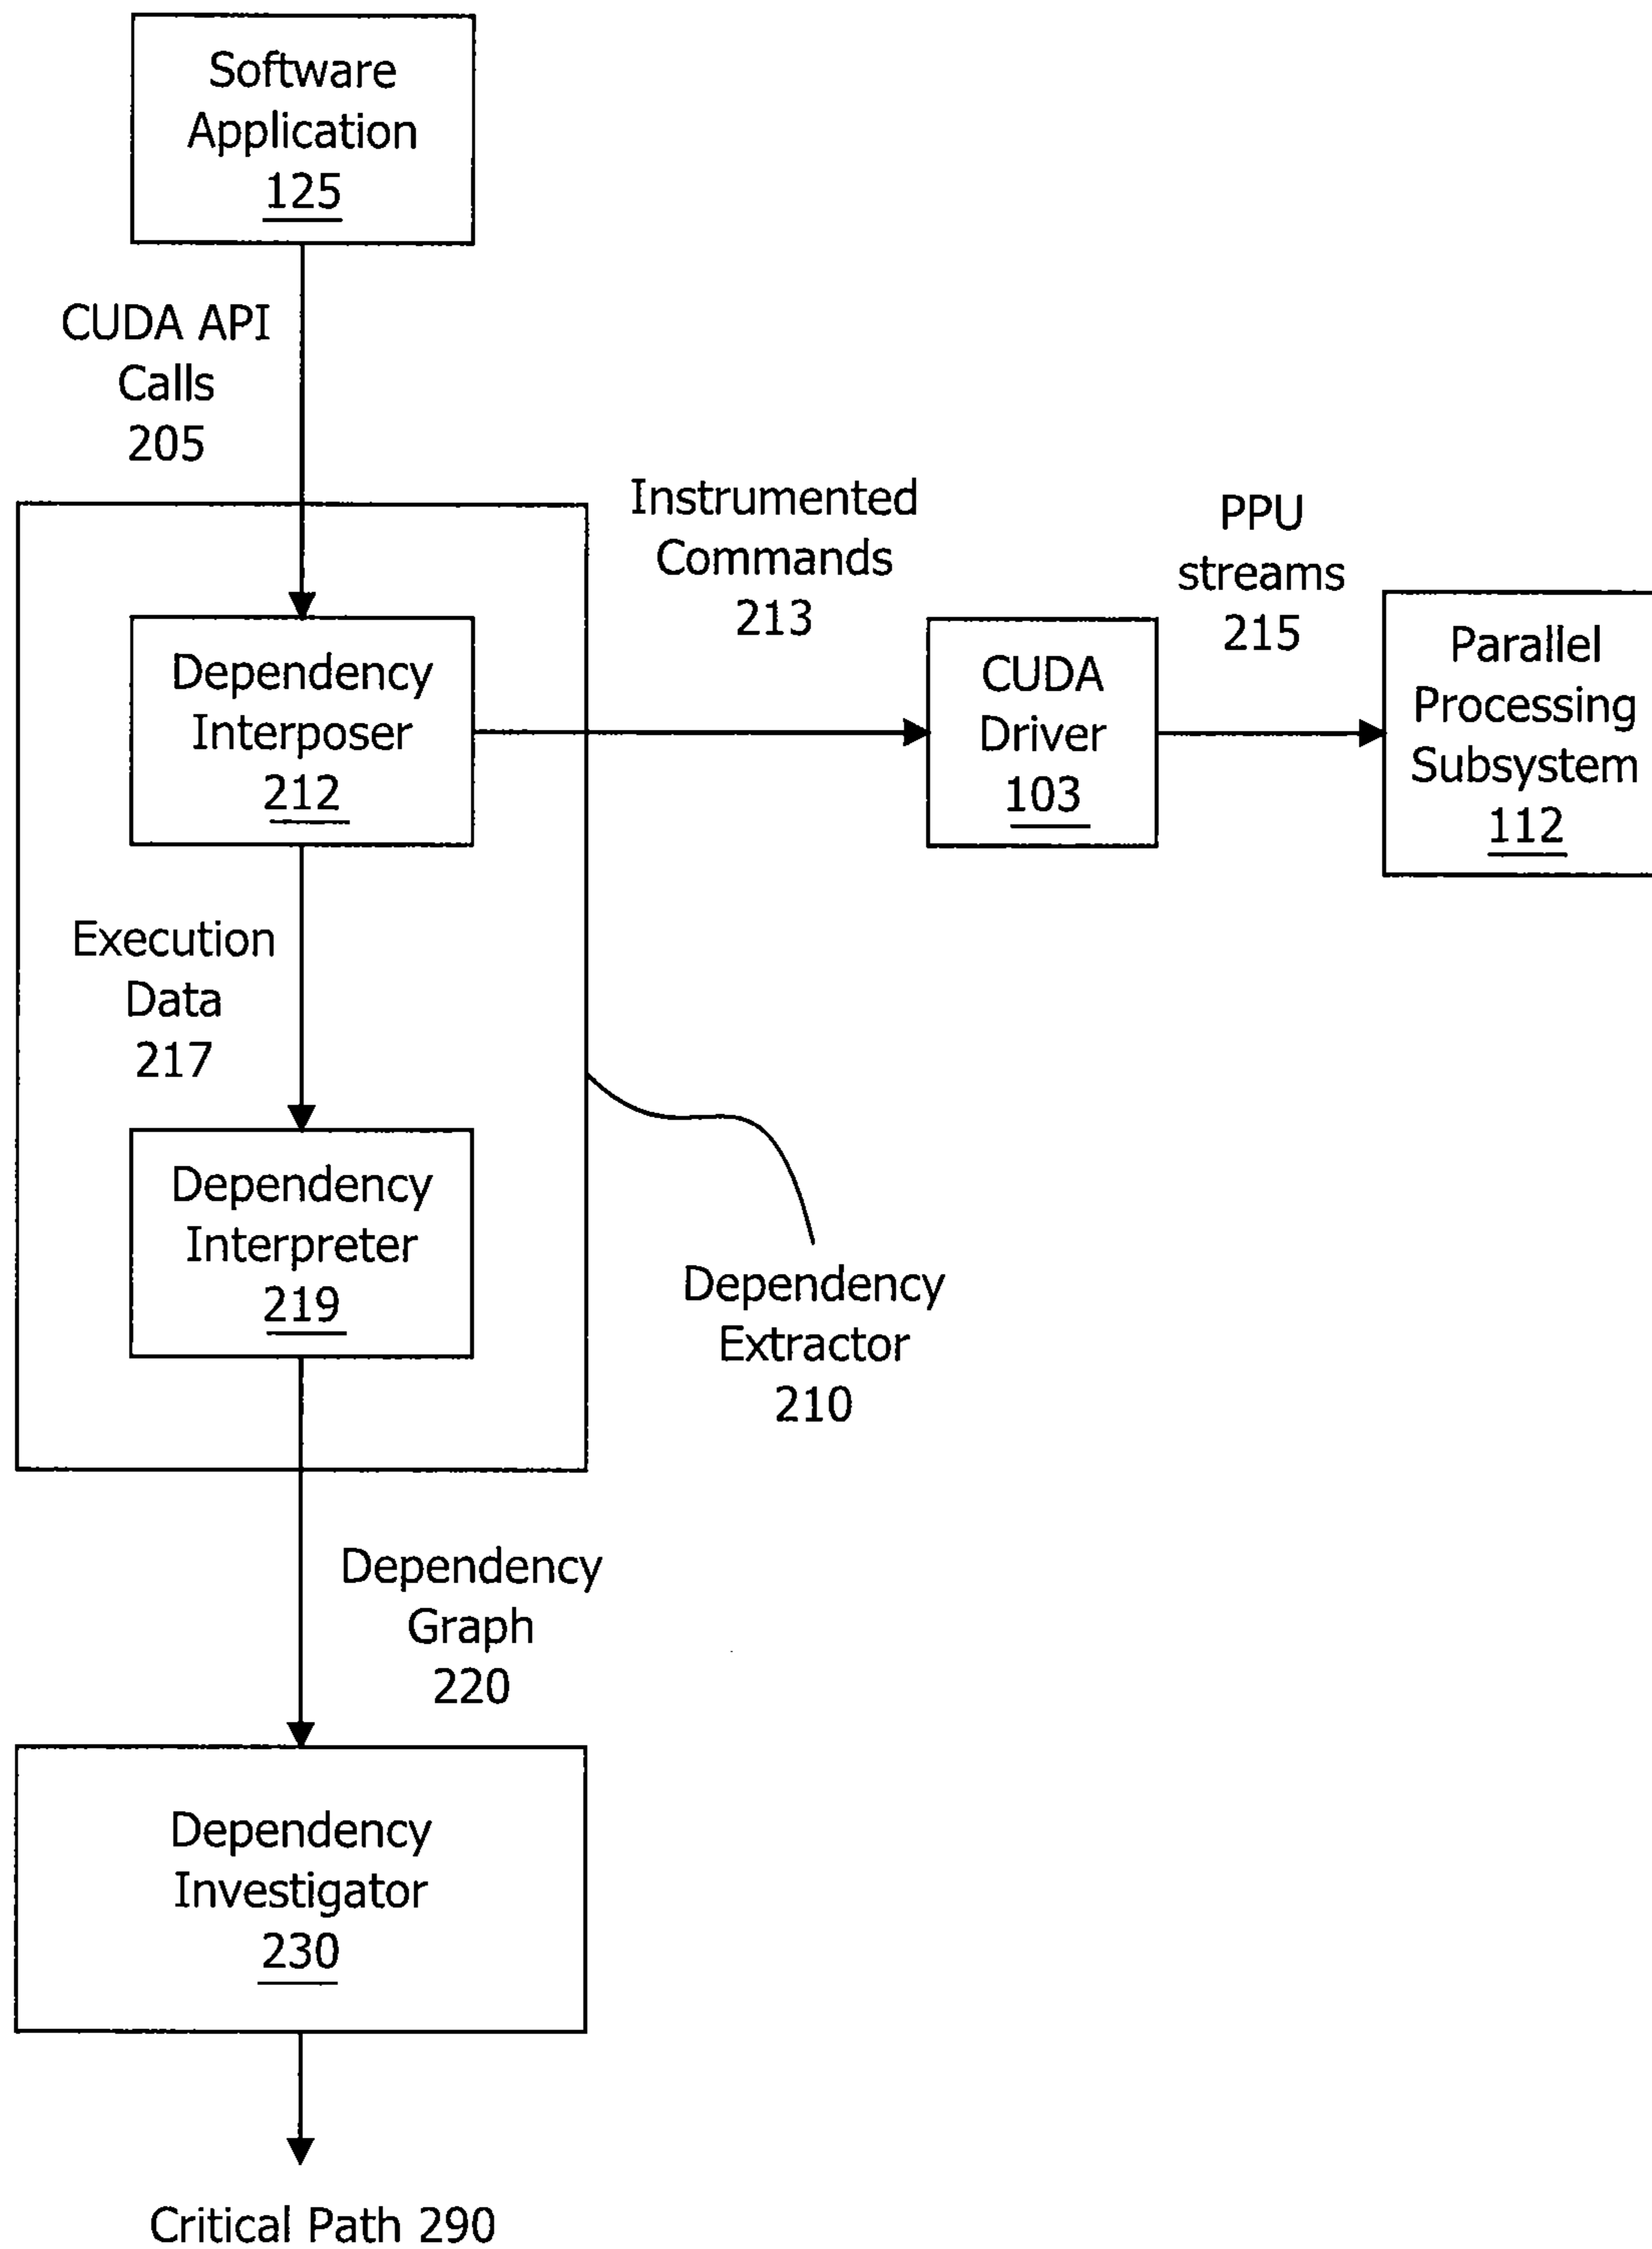 Software
Application
125
CUDA API
Calls
205
Instrumented
Commands
213
PPU
streams
215
Dependency
Interposer
212
CUDA
Driver
103
Parallel
Processing
Subsystem
112
Execution
Data
217
Dependency
Interpreter
219
Dependency
Extractor
210
Dependency
Graph
220
Dependency
Investigator
230
Critical Path 290